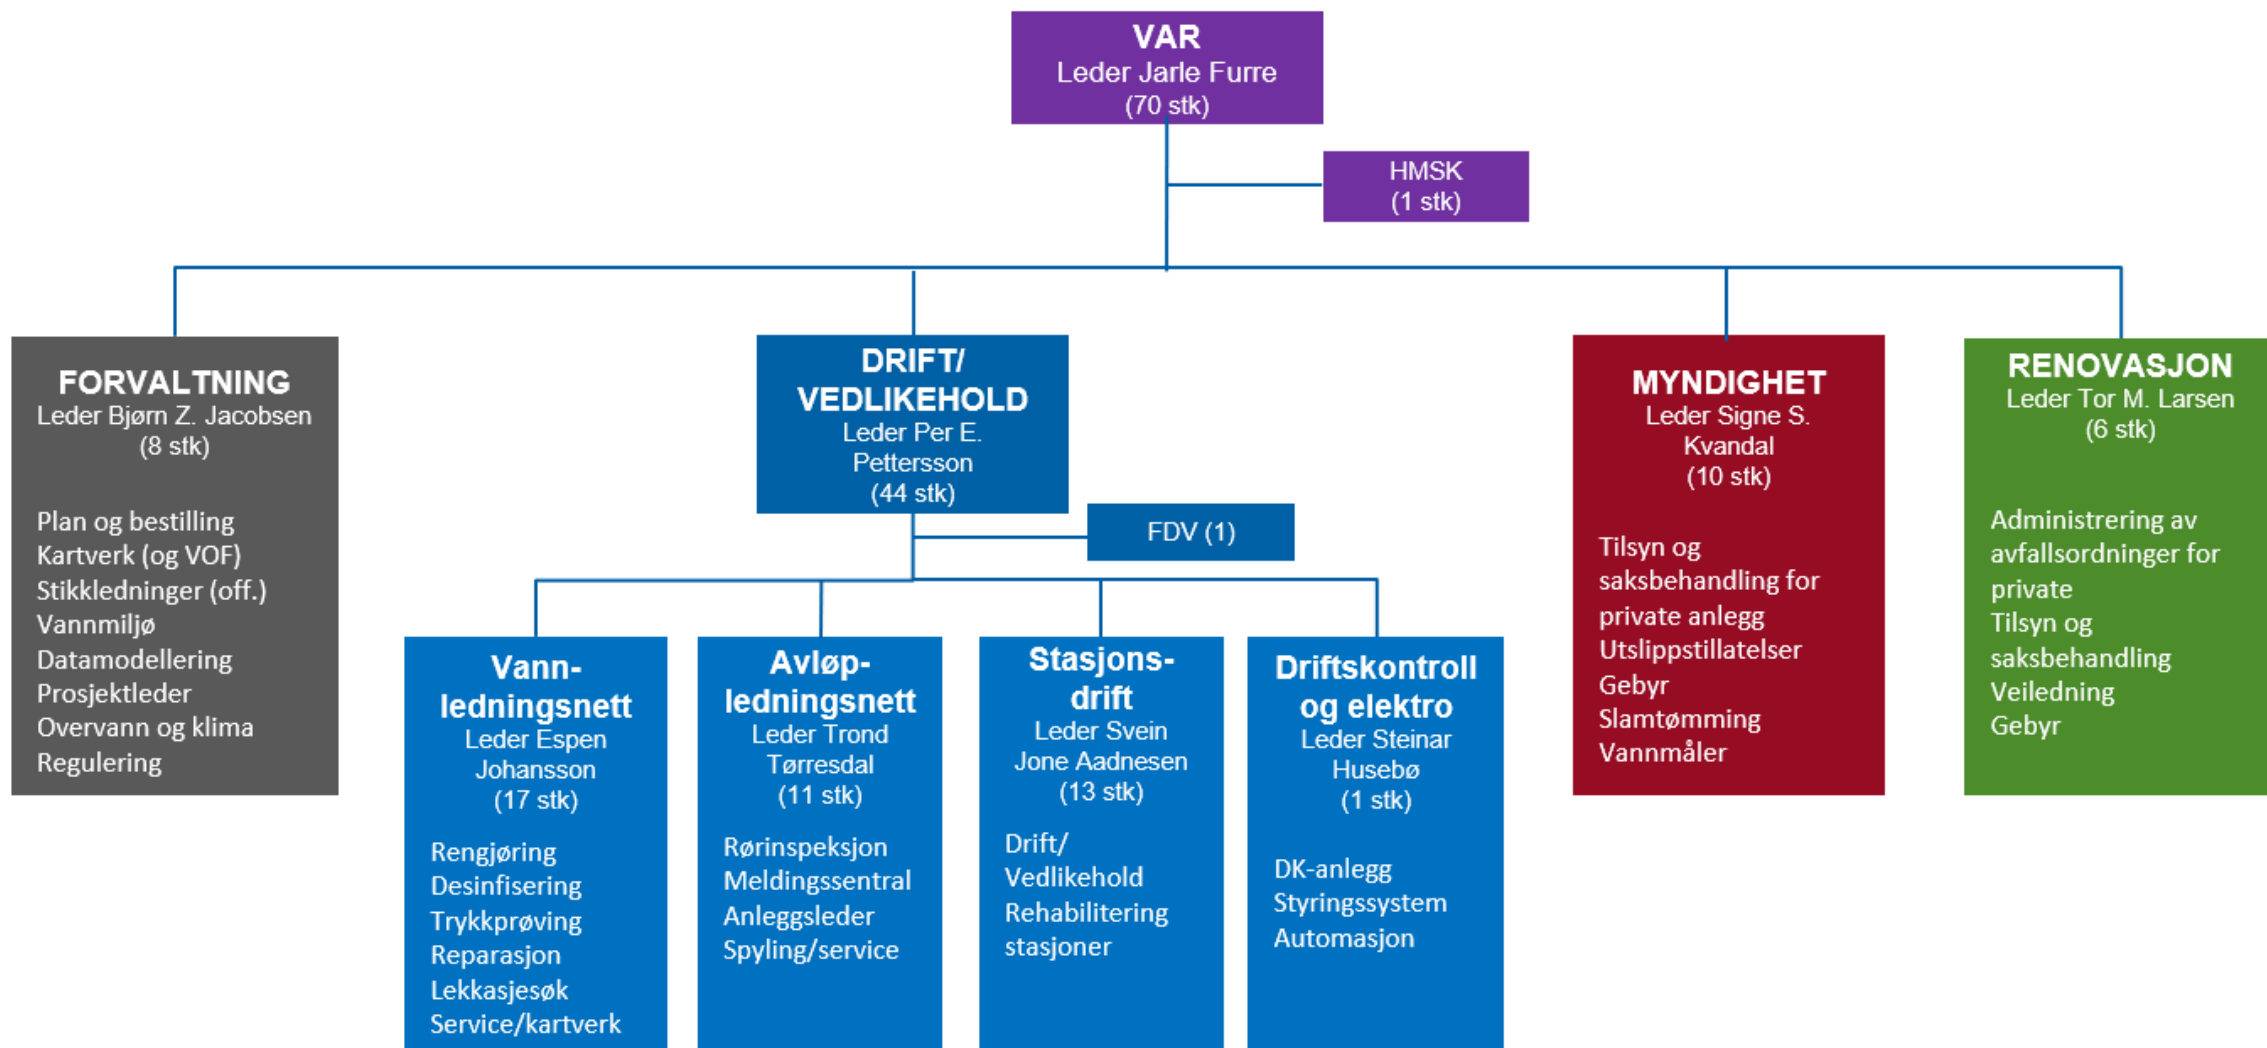 VAR
Leder Jarle Furre
(70 stk)
HMSK
(1 stk)
FORVALTNING
Leder Bjørn Z. Jacobsen
(8 stk)
Plan og bestilling
Kartverk (og VOF)
Stikkledninger (off.)
Vannmiljø
Datamodellering
Prosjektleder
Overvann og klima
Regulering
DRIFT/
VEDLIKEHOLD
Leder Per E.
Pettersson
(44 stk)
FDV (1)
Vann-
ledningsnett
Leder Espen
Johansson
(17 stk)
Rengjøring
Desinfisering
Trykkprøving
Reparasjon
Lekkasjesøk
Service/kartverk
Avløp-
ledningsnett
Leder Trond
Tørresdal
(11 stk)
Rørinspeksjon
Meldingssentral
Anleggsleder
Spyling/service
Stasjons-
drift
Leder Svein
Jone Aadnesen
(13 stk)
Drift/
Vedlikehold
Rehabilitering
stasjoner
Driftskontroll
og elektro
Leder Steinar
Husebø
(1 stk)
DK-anlegg
Styringssystem
Automasjon
MYNDIGHET
Leder Signe S.
Kvandal
(10 stk)
Tilsyn og
saksbehandling for
private anlegg
Utslippstillatelser
Gebyr
Slamtømming
Vannmåler
RENOVASJON
Leder Tor M. Larsen
(6 stk)
Administrering av
avfallsordninger for
private
Tilsyn og
saksbehandling
Veiledning
Gebyr